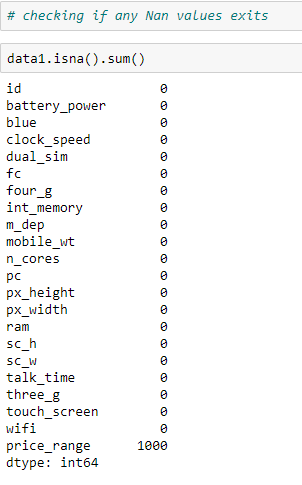 # checking if any Nan values exits
data1.isna().sum()
id 0
battery_power 0
blue 0
clock_speed 0
dual_sim 0
fc 0
four_g 0
int_memory 0
m_dep 0
mobile_wt 0
n_cores 0
pc 0
px_height 0
px_width 0
ram 0
sc_h 0
sc_w 0
talk_time 0
three_g 0
touch_screen 0
wifi 0
price_range 1000
dtype: int64